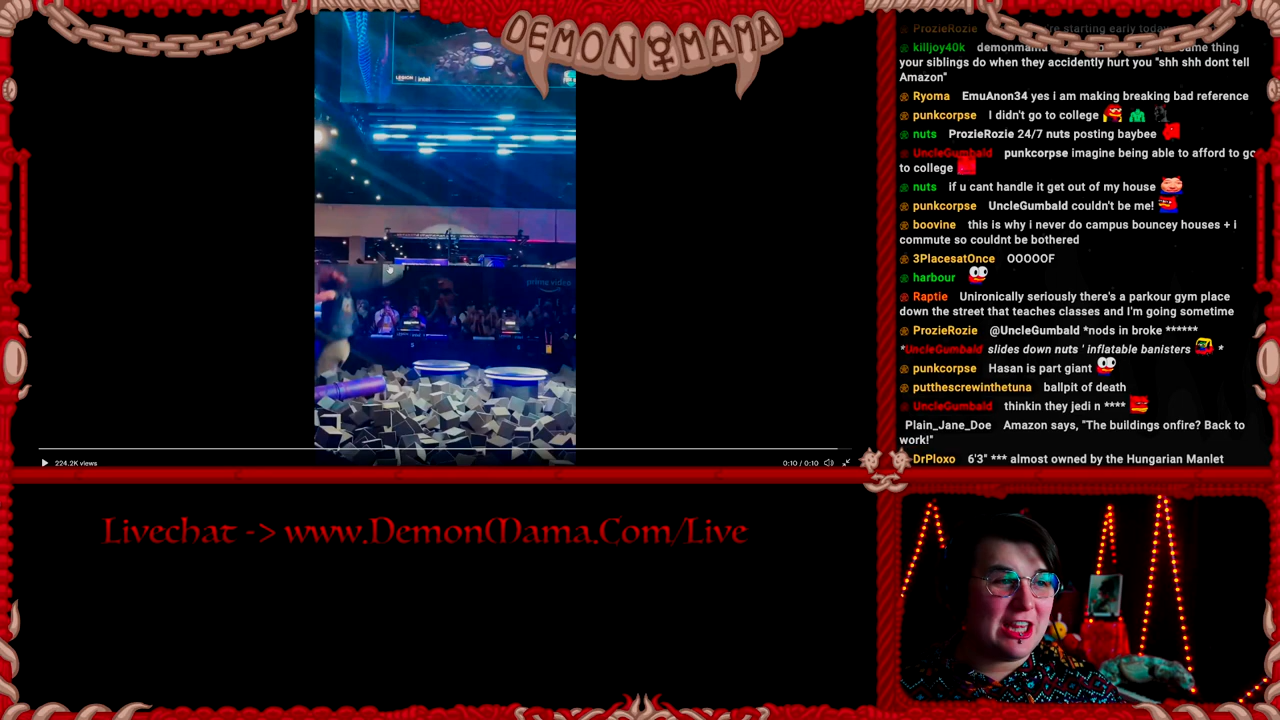 DEMON MAMA
LEGION intel
prime video
224.2K views
0:10 / 0:10
ProzieRozie re starting early today
killjoy40k demonmama same thing
your siblings do when they accidently hurt you "shh shh dont tell
Amazon"
Ryoma EmuAnon34 yes i am making breaking bad reference
punkcorpse I didn't go to college
nuts ProzieRozie 24/7 nuts posting baybee
UncleGumbald punkcorpse imagine being able to afford to go
to college
nuts if u cant handle it get out of my house
punkcorpse UncleGumbald couldn't be me!
boovine this is why i never do campus bouncey houses + i
commute so couldnt be bothered
3PlacesatOnce OOOOOF
harbour
Raptie Unironically seriously there's a parkour gym place
down the street that teaches classes and I'm going sometime
ProzieRozie @UncleGumbald *nods in broke ******
*UncleGumbald slides down nuts ' inflatable banisters *
punkcorpse Hasan is part giant
putthescrewinthetuna ballpit of death
UncleGumbald thinkin they jedi n ****
Plain_Jane_Doe Amazon says, "The buildings onfire? Back to
work!"
DrPloxo 6'3" *** almost owned by the Hungarian Manlet
Livechat -> www.DemonMama.Com/Live